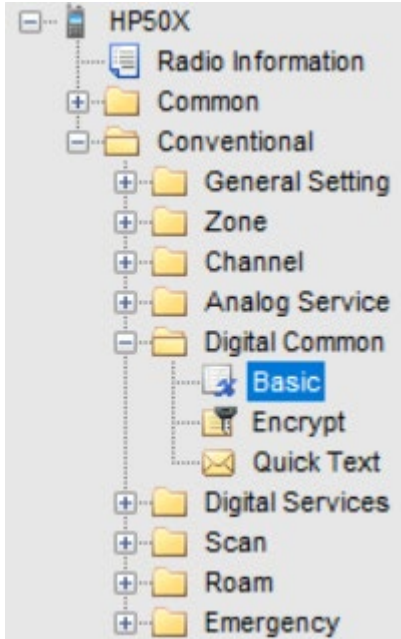 HP50X
Radio Information
Common
Conventional
General Setting
Zone
Channel
Analog Service
Digital Common
Basic
Encrypt
Quick Text
Digital Services
Scan
Roam
Emergency